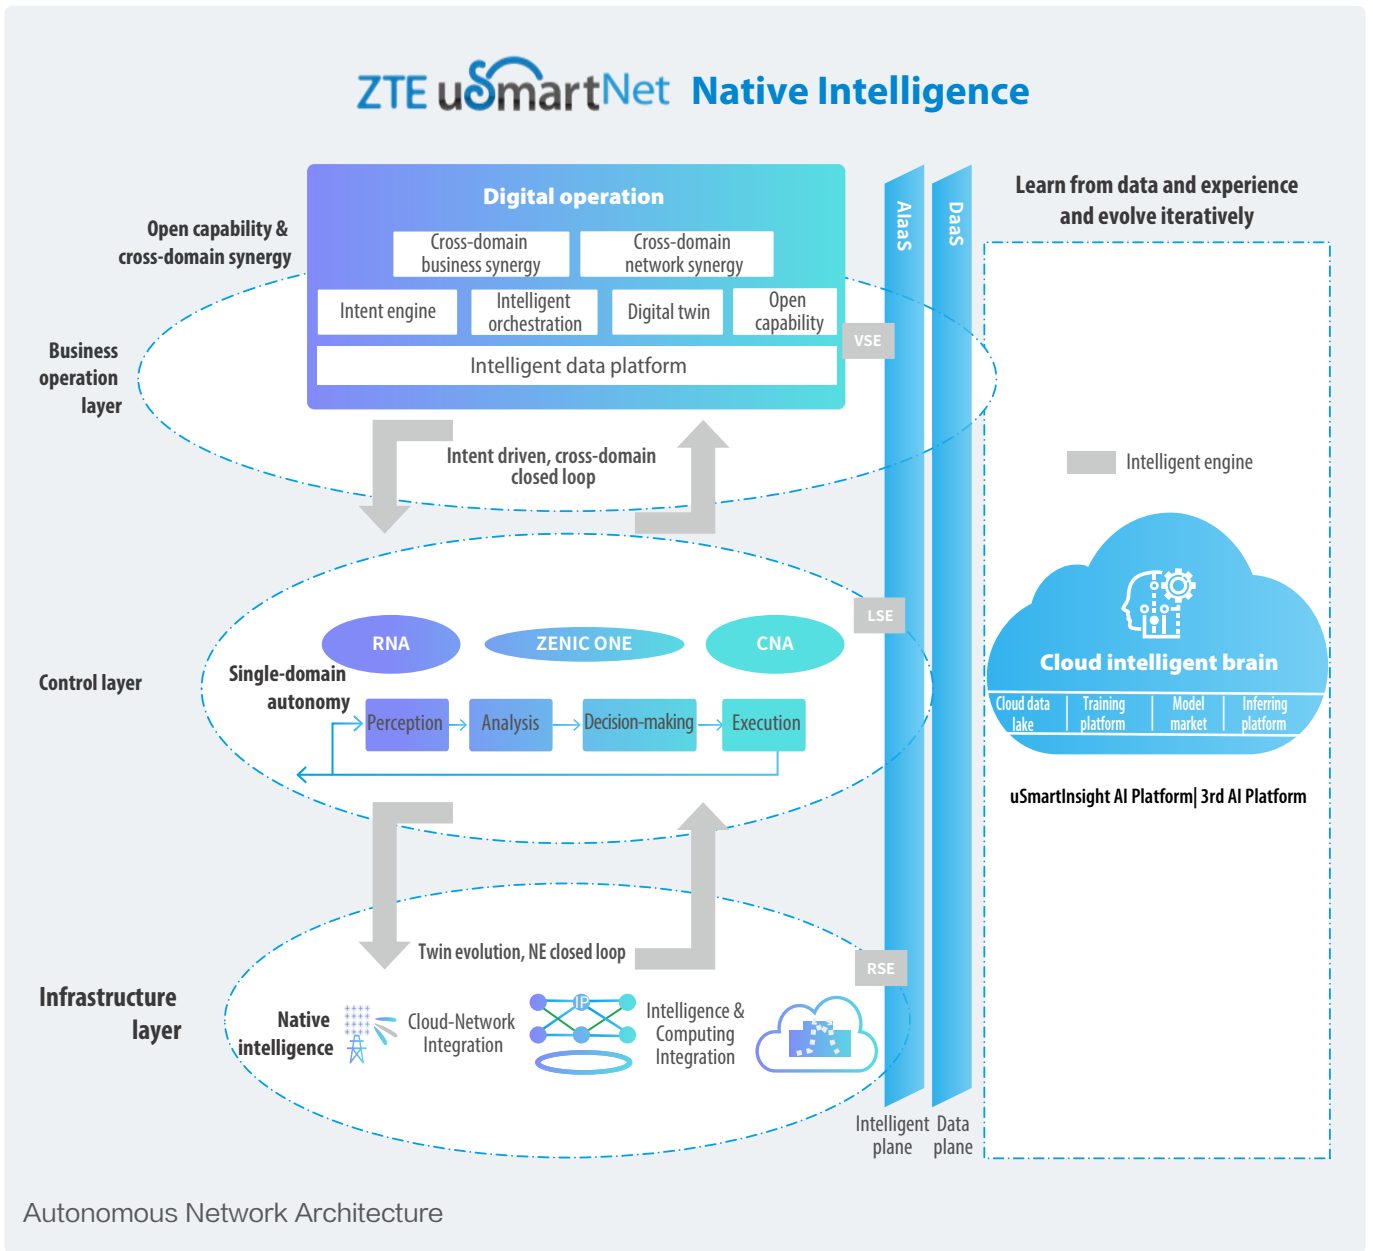 ZTE uSmartNet Native Intelligence
Digital operation
Cross-domain
business synergy
Cross-domain
network synergy
Intent engine
Intelligent
orchestration
Digital twin
Open
capability
Intelligent data platform
Open capability &
cross-domain synergy
Business
operation
layer
VSE
AIaaS
DaaS
Learn from data and experience
and evolve iteratively
Intent driven, cross-domain
closed loop
Intelligent engine
Control layer
RNA
ZENIC ONE
CNA
LSE
Single-domain
autonomy
Perception
Analysis
Decision-making
Execution
Cloud intelligent brain
Cloud data
lake
Training
platform
Model
market
Inferring
platform
uSmartInsight AI Platform| 3rd AI Platform
Twin evolution, NE closed loop
RSE
Infrastructure
layer
Native
intelligence
Cloud-Network
Integration
IP
Intelligence &
Computing
Integration
Intelligent
plane
Data
plane
Autonomous Network Architecture